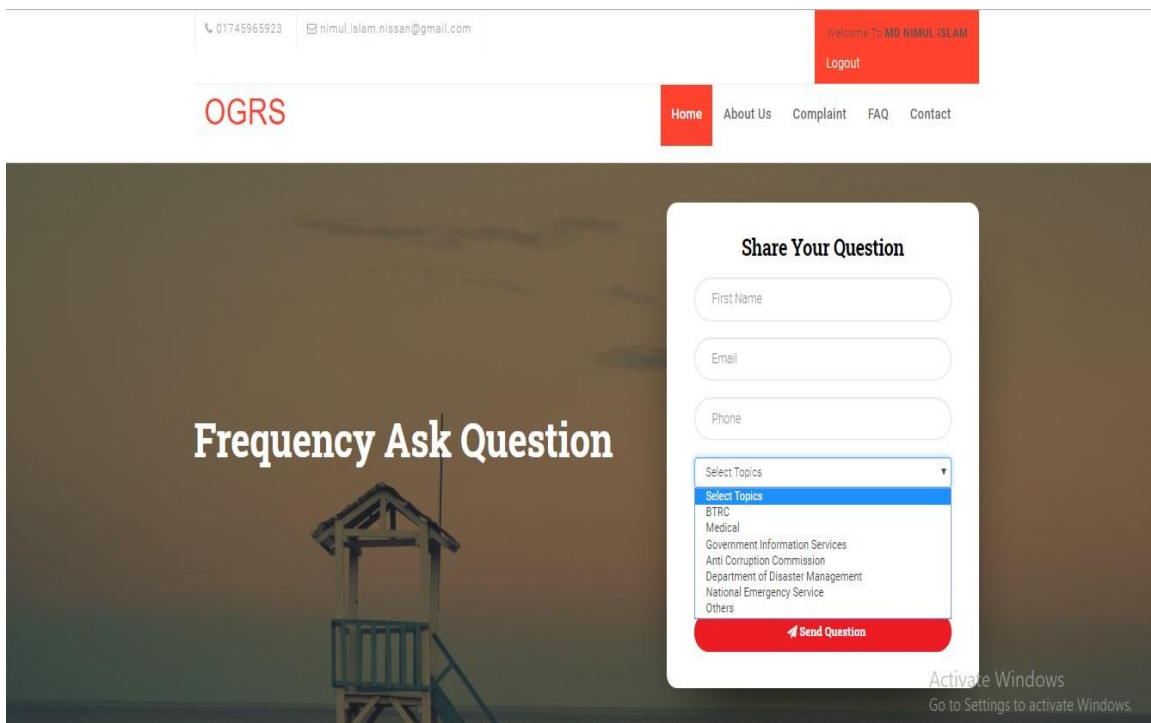 01745965923
nimul.islam.nissan@gmail.com
Welcome To MD NIMUL ISLAM
Logout
OGRS
Home About Us Complaint FAQ Contact
Frequency Ask Question
Share Your Question
First Name
Email
Phone
Select Topics
Select Topics
BTRC
Medical
Government Information Services
Anti Corruption Commission
Department of Disaster Management
National Emergency Service
Others
Send Question
Activate Windows
Go to Settings to activate Windows.